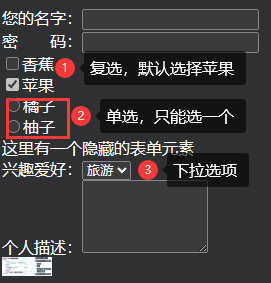 您的名字：
密　　码：
香蕉
1 复选，默认选择苹果
苹果
橘子
2 单选，只能选一个
柚子
这里有一个隐藏的表单元素
兴趣爱好：旅游
3 下拉选项
个人描述：